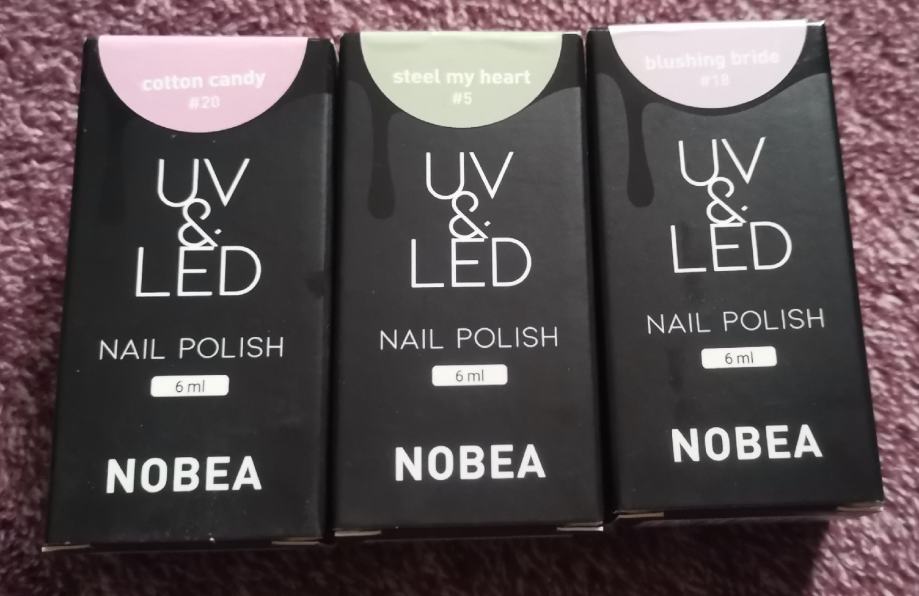 cotton candy
#20
UV
&
LED
NAIL POLISH
6 ml
NOBEA
steel my heart
#5
UV
&
LED
NAIL POLISH
6 ml
NOBEA
blushing bride
#18
UV
&
LED
NAIL POLISH
6 ml
NOBEA